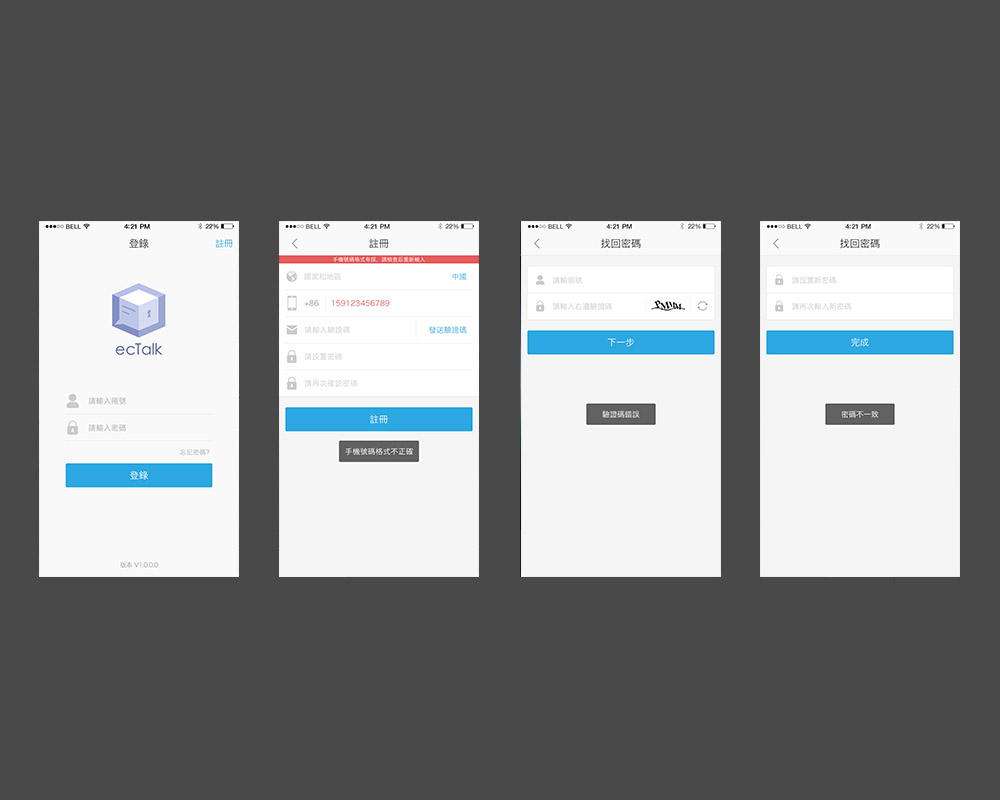 BELL 4:21 PM 22%
登錄 註冊
ecTalk
請輸入賬號
請輸入密碼
忘記密碼?
登錄
版本 V1.0.0.0
BELL 4:21 PM 22%
註冊
手機號碼格式有誤，請檢查后重新輸入
國家和地區 中國
+86 159123456789
請輸入驗證碼 發送驗證碼
請設置密碼
請再次確認密碼
註冊
手機號碼格式不正確
BELL 4:21 PM 22%
找回密碼
請輸賬號
請輸入右邊驗證碼
下一步
驗證碼錯誤
BELL 4:21 PM 22%
找回密碼
請設置新密碼
請再次輸入新密碼
完成
密碼不一致